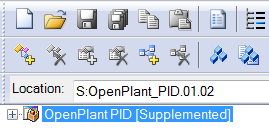 Location: S:OpenPlant_PID.01.02
OpenPlant PID [Supplemented]